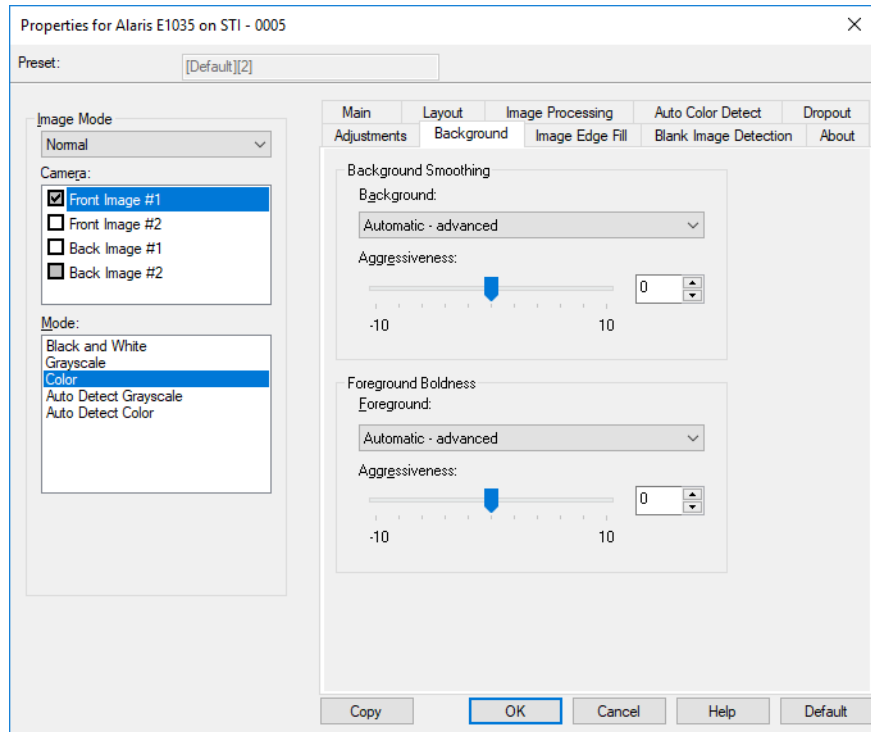 Properties for Alaris E1035 on STI - 0005
Preset:
[Default][2]
Image Mode
Normal
Camera:
Front Image #1
Front Image #2
Back Image #1
Back Image #2
Mode:
Black and White
Grayscale
Color
Auto Detect Grayscale
Auto Detect Color
Main Layout Image Processing Auto Color Detect Dropout
Adjustments Background Image Edge Fill Blank Image Detection About
Background Smoothing
Background:
Automatic - advanced
Aggressiveness:
0
-10 10
Foreground Boldness
Foreground:
Automatic - advanced
Aggressiveness:
0
-10 10
Copy OK Cancel Help Default